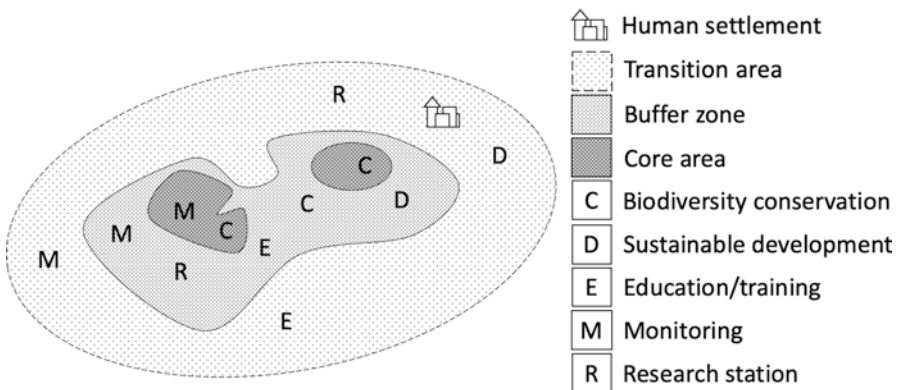 R
D
C
C
D
M
C
M
E
R
M
E
Human settlement
Transition area
Buffer zone
Core area
C Biodiversity conservation
D Sustainable development
E Education/training
M Monitoring
R Research station